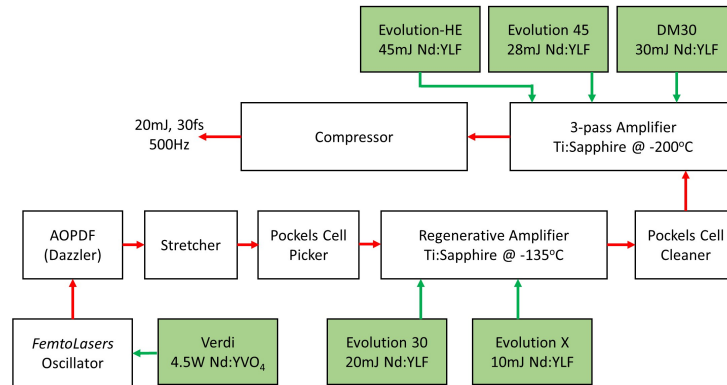 Evolution-HE
45mJ Nd:YLF
Evolution 45
28mJ Nd:YLF
DM30
30mJ Nd:YLF
20mJ, 30fs
500Hz
Compressor
3-pass Amplifier
Ti:Sapphire @ -200°C
AOPDF
(Dazzler)
Stretcher
Pockels Cell
Picker
Regenerative Amplifier
Ti:Sapphire @ -135°C
Pockels Cell
Cleaner
FemtoLasers
Oscillator
Verdi
4.5W Nd:YVO₄
Evolution 30
20mJ Nd:YLF
Evolution X
10mJ Nd:YLF